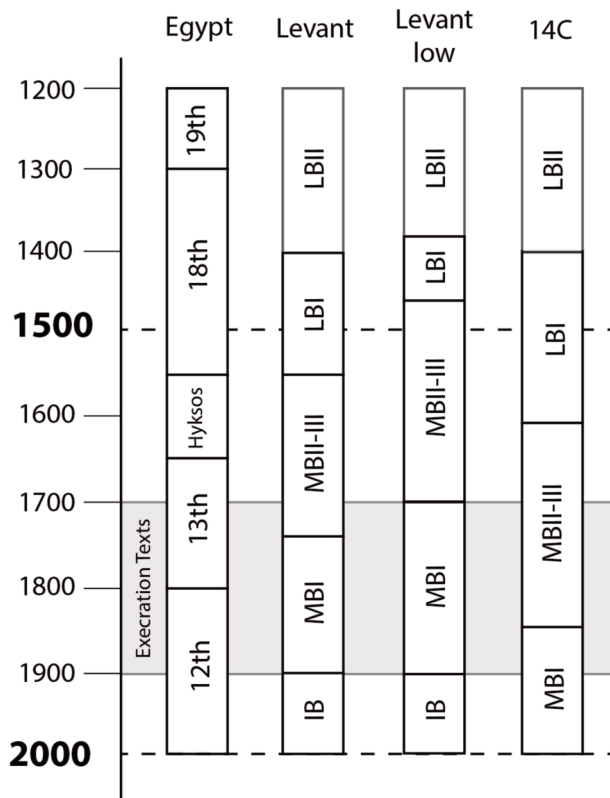 Egypt
Levant
Levant
low
14C
1200
1300
1400
1500
1600
1700
1800
1900
2000
Execration Texts
19th
18th
Hyksos
13th
12th
LBII
LBI
MBII-III
MBI
IB
LBII
LBI
MBII-III
MBI
IB
LBII
LBI
MBII-III
MBI